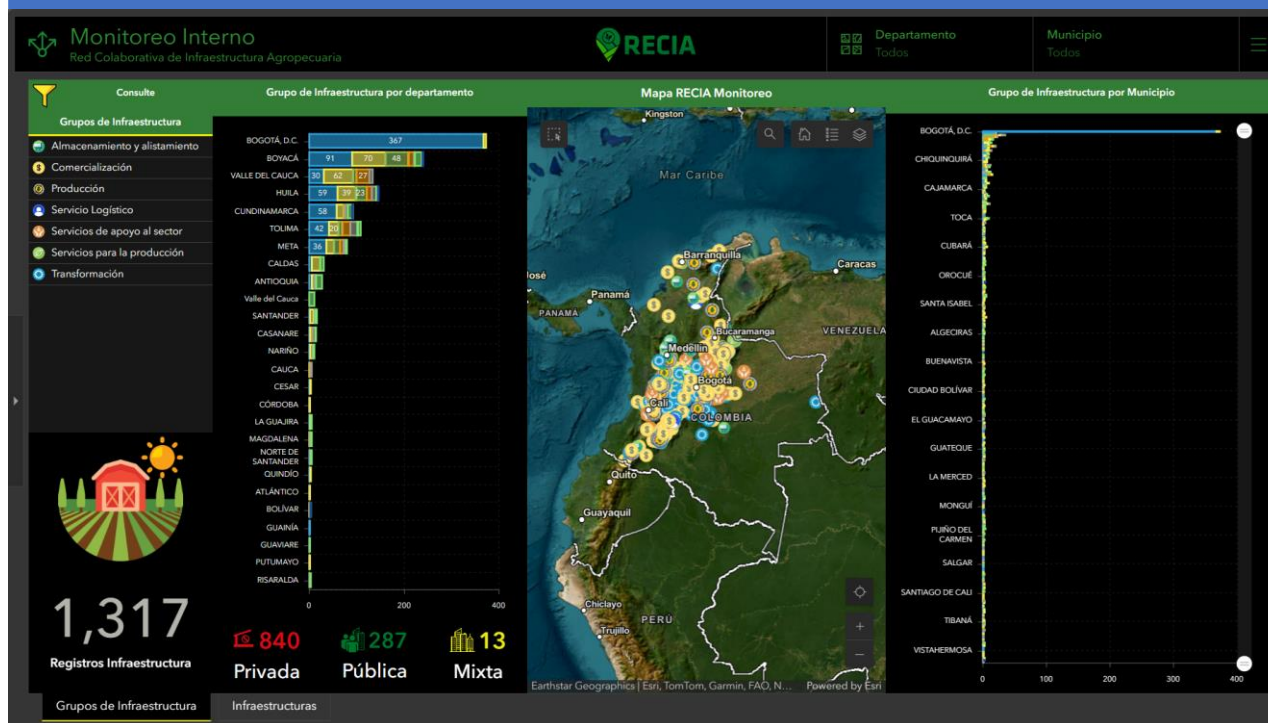 Monitoreo Interno
Red Colaborativa de Infraestructura Agropecuaria
RECIA
Departamento
Todos
Municipio
Todos
Consulte
Grupos de Infraestructura
Almacenamiento y alistamiento
Comercialización
Producción
Servicio Logístico
Servicios de apoyo al sector
Servicios para la producción
Transformación
1,317
Registros Infraestructura
Grupo de Infraestructura por departamento
BOGOTÁ, D.C.
367
BOYACÁ
91 70 48
VALLE DEL CAUCA
30 62 27
HUILA
59 39 23
CUNDINAMARCA
58
TOLIMA
42 20
META
36
CALDAS
ANTIOQUIA
Valle del Cauca
SANTANDER
CASANARE
NARIÑO
CAUCA
CESAR
CÓRDOBA
LA GUAJIRA
MAGDALENA
NORTE DE
SANTANDER
QUINDÍO
ATLÁNTICO
BOLÍVAR
GUAINÍA
GUAVIARE
PUTUMAYO
RISARALDA
0 200 400
840
Privada
287
Pública
13
Mixta
Mapa RECIA Monitoreo
Kingston
Mar Caribe
Barranquilla
Caracas
José
Panamá
PANAMÁ
Bucaramanga
VENEZUELA
Medellín
Bogotá
Cali
COLOMBIA
Quito
Guayaquil
Chiclayo
PERÚ
Trujillo
Earthstar Geographics | Esri, TomTom, Garmin, FAO, N... Powered by Esri
Grupo de Infraestructura por Municipio
BOGOTÁ, D.C.
CHIQUINQUIRÁ
CAJAMARCA
TOCA
CUBARÁ
OROCUÉ
SANTA ISABEL
ALGECIRAS
BUENAVISTA
CIUDAD BOLÍVAR
EL GUACAMAYO
GUATEQUE
LA MERCED
MONGUÍ
PIJIÑO DEL
CARMEN
SALGAR
SANTIAGO DE CALI
TIBANÁ
VISTAHERMOSA
0 100 200 300 400
Grupos de Infraestructura
Infraestructuras